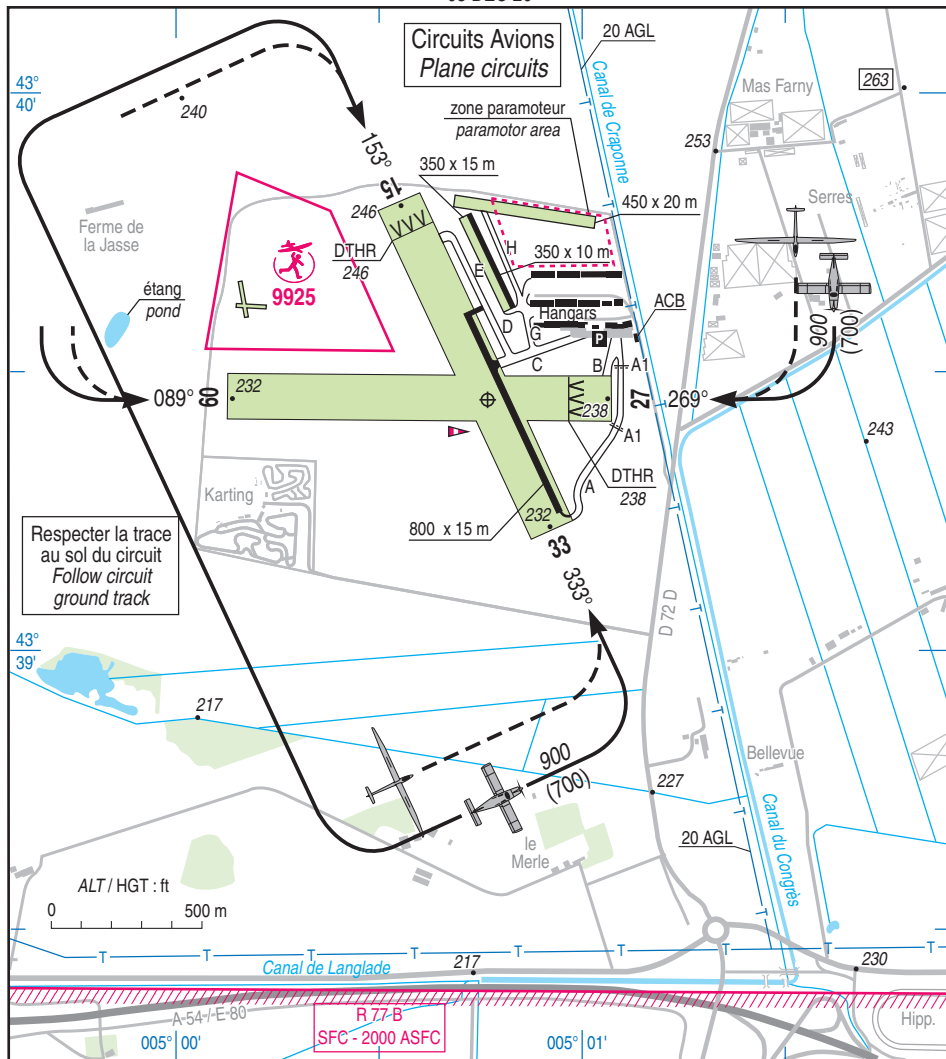 Circuits Avions
Plane circuits
20 AGL
43°
40'
240
153°
zone paramoteur
paramotor area
Canal de Craponne
Mas Farny
263
253
350 x 15 m
15
246
450 x 20 m
Serres
Ferme de
la Jasse
DTHR
246
H
E
350 x 10 m
9925
étang
pond
D
G
Hangars
ACB
P
C
B
A1
900
(700)
089°
09
232
238
27
269°
A1
243
Karting
A
DTHR
238
232
800 x 15 m
33
333°
Respecter la trace
au sol du circuit
Follow circuit
ground track
D 72 D
43°
39'
217
900
(700)
Bellevue
227
le
Merle
20 AGL
Canal du Congrès
ALT / HGT : ft
0
500 m
T
T
T
T
T
T
T
Canal de Langlade
217
230
A 54 / E 80
R 77 B
SFC - 2000 ASFC
Hipp.
005° 00'
005° 01'